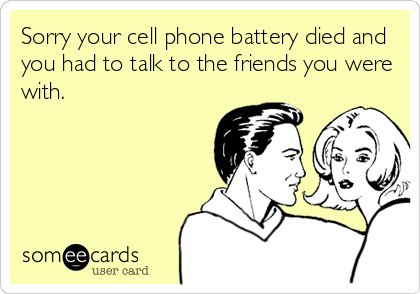 Sorry your cell phone battery died and
you had to talk to the friends you were
with.
someecards
user card